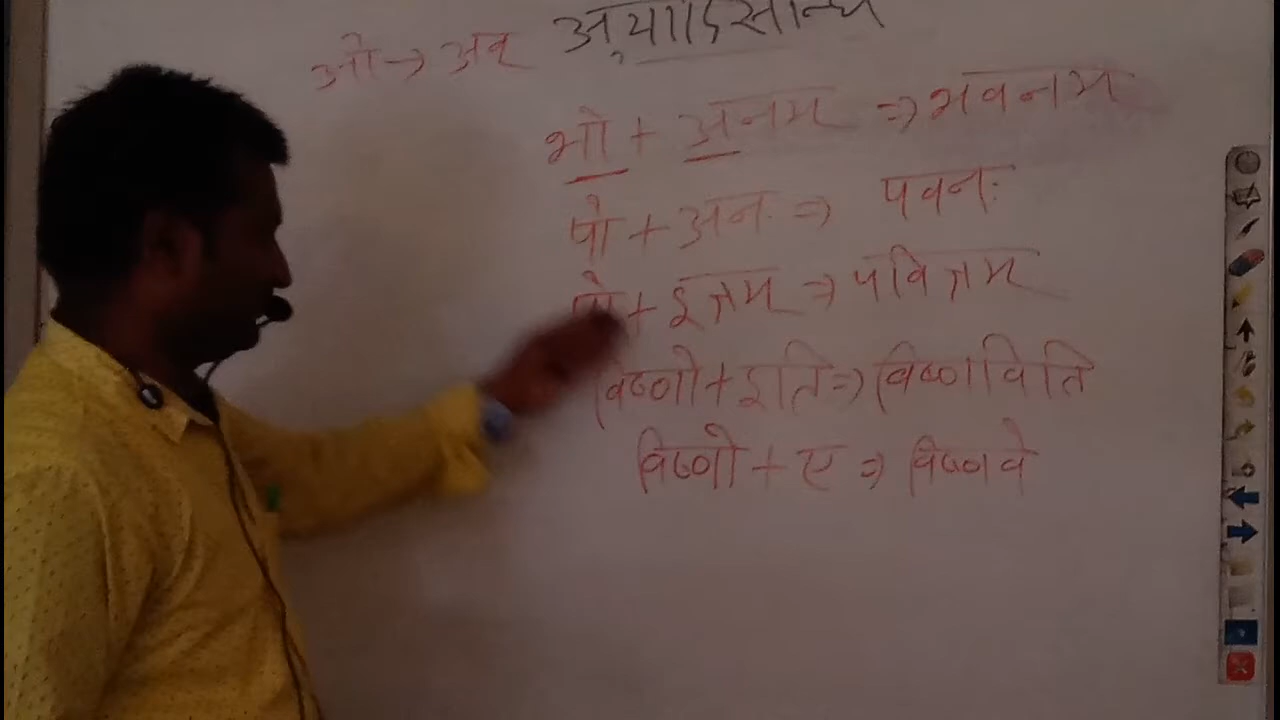 अयादिसन्धि
ओ → अव्
भो + अनम् ⇒ भवनम्
पो + अनः ⇒ पवनः
पो + इत्रम् ⇒ पवित्रम्
विष्णो + इति ⇒ विष्णविति
विष्णो + ए ⇒ विष्णवे